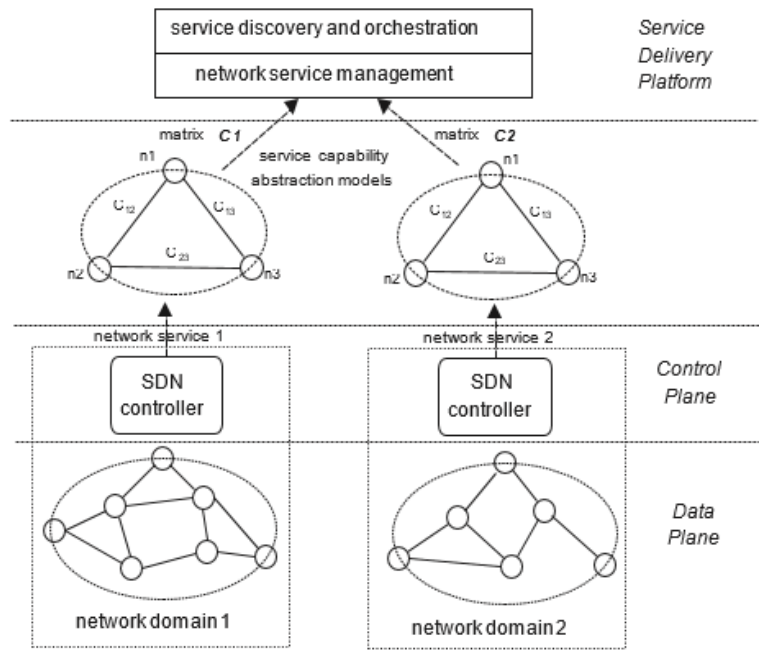 service discovery and orchestration
network service management
Service
Delivery
Platform
matrix C1
matrix C2
service capability
abstraction models
n1
C12
C13
C23
n2
n3
n1
C12
C13
C23
n2
n3
network service 1
network service 2
SDN
controller
SDN
controller
Control
Plane
Data
Plane
network domain 1
network domain 2